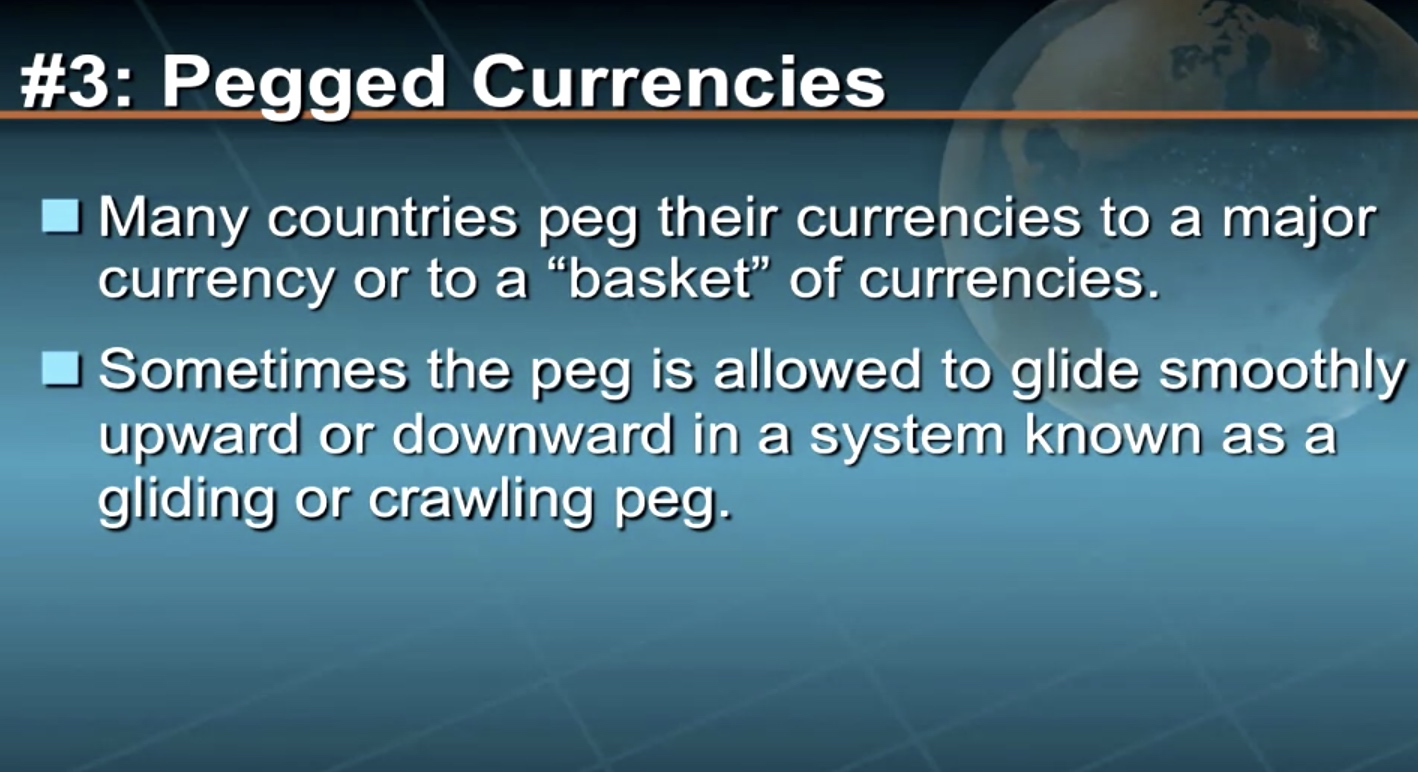 #3: Pegged Currencies
Many countries peg their currencies to a major
currency or to a “basket” of currencies.
Sometimes the peg is allowed to glide smoothly
upward or downward in a system known as a
gliding or crawling peg.